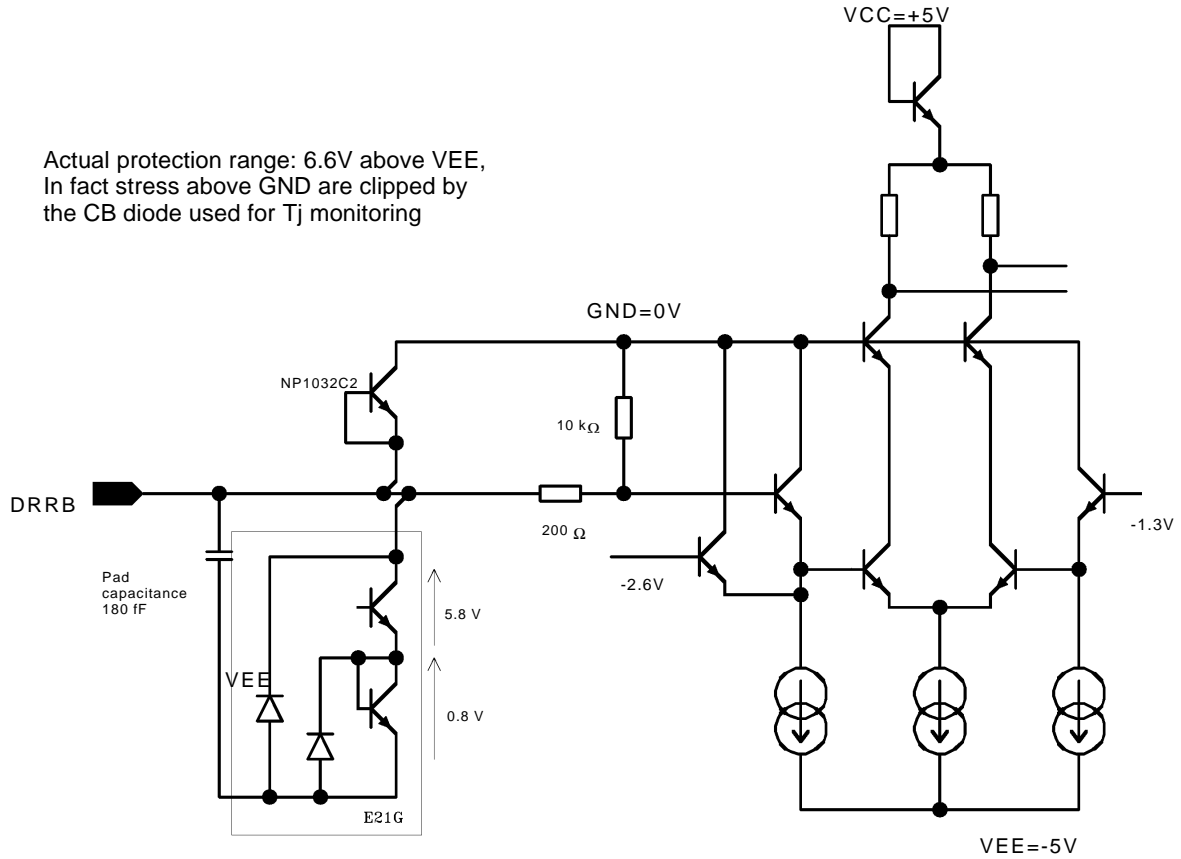 VCC=+5V
Actual protection range: 6.6V above VEE,
In fact stress above GND are clipped by
the CB diode used for Tj monitoring
GND=0V
NP1032C2
10 kΩ
DRRB
200 Ω
-1.3V
-2.6V
Pad
capacitance
180 fF
5.8 V
VEE
0.8 V
E21G
VEE=-5V